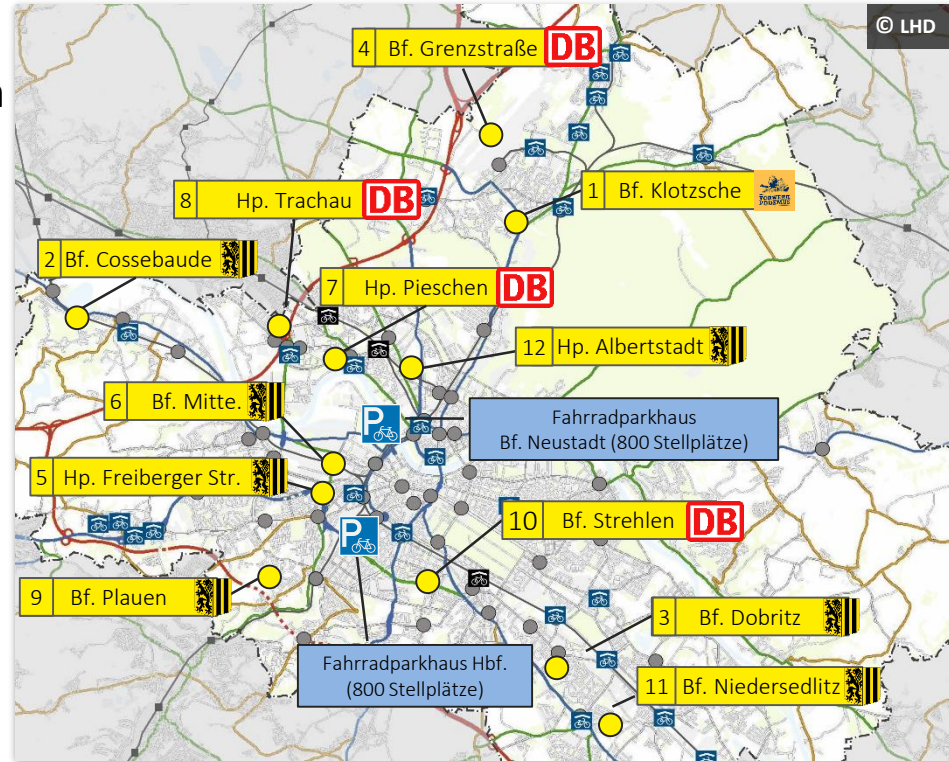 © LHD
n
4 Bf. Grenzstraße DB
1 Bf. Klotzsche
8 Hp. Trachau DB
2 Bf. Cossebaude
7 Hp. Pieschen DB
12 Hp. Albertstadt
6 Bf. Mitte.
P
Fahrradparkhaus
Bf. Neustadt (800 Stellplätze)
5 Hp. Freiberger Str.
10 Bf. Strehlen DB
P
9 Bf. Plauen
3 Bf. Dobritz
Fahrradparkhaus Hbf.
(800 Stellplätze)
11 Bf. Niedersedlitz